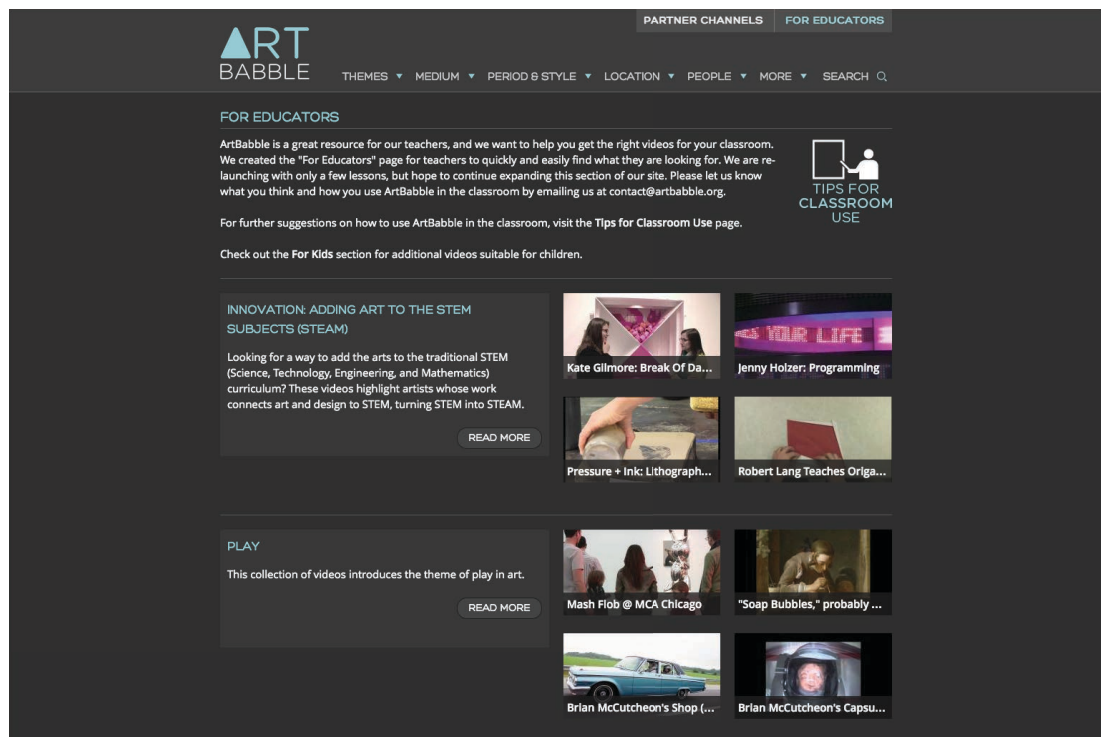 PARTNER CHANNELS FOR EDUCATORS
ART
BABBLE
THEMES MEDIUM PERIOD & STYLE LOCATION PEOPLE MORE SEARCH
FOR EDUCATORS
ArtBabble is a great resource for our teachers, and we want to help you get the right videos for your classroom.
We created the "For Educators" page for teachers to quickly and easily find what they are looking for. We are re-
launching with only a few lessons, but hope to continue expanding this section of our site. Please let us know
what you think and how you use ArtBabble in the classroom by emailing us at contact@artbabble.org.
For further suggestions on how to use ArtBabble in the classroom, visit the Tips for Classroom Use page.
Check out the For Kids section for additional videos suitable for children.
TIPS FOR
CLASSROOM
USE
INNOVATION: ADDING ART TO THE STEM
SUBJECTS (STEAM)
Looking for a way to add the arts to the traditional STEM
(Science, Technology, Engineering, and Mathematics)
curriculum? These videos highlight artists whose work
connects art and design to STEM, turning STEM into STEAM.
READ MORE
Kate Gilmore: Break Of Da...
YOUR LIFE
Jenny Holzer: Programming
Pressure + Ink: Lithograph...
Robert Lang Teaches Origa...
PLAY
This collection of videos introduces the theme of play in art.
READ MORE
Mash Flob @ MCA Chicago
"Soap Bubbles," probably ...
Brian McCutcheon's Shop (...
Brian McCutcheon's Capsu...